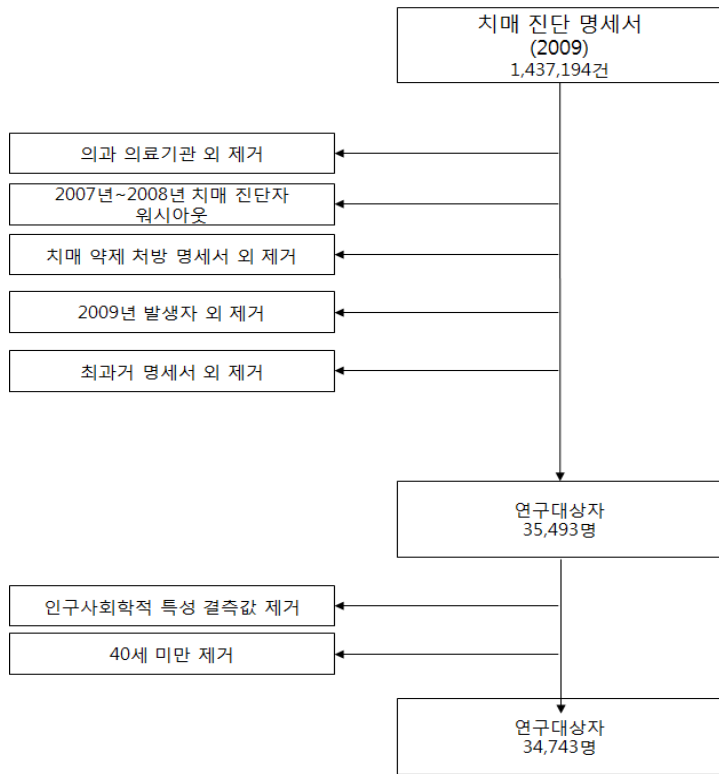 치매 진단 명세서
(2009)
1,437,194건
의과 의료기관 외 제거
2007년~2008년 치매 진단자
워시아웃
치매 약제 처방 명세서 외 제거
2009년 발생자 외 제거
최과거 명세서 외 제거
연구대상자
35,493명
인구사회학적 특성 결측값 제거
40세 미만 제거
연구대상자
34,743명